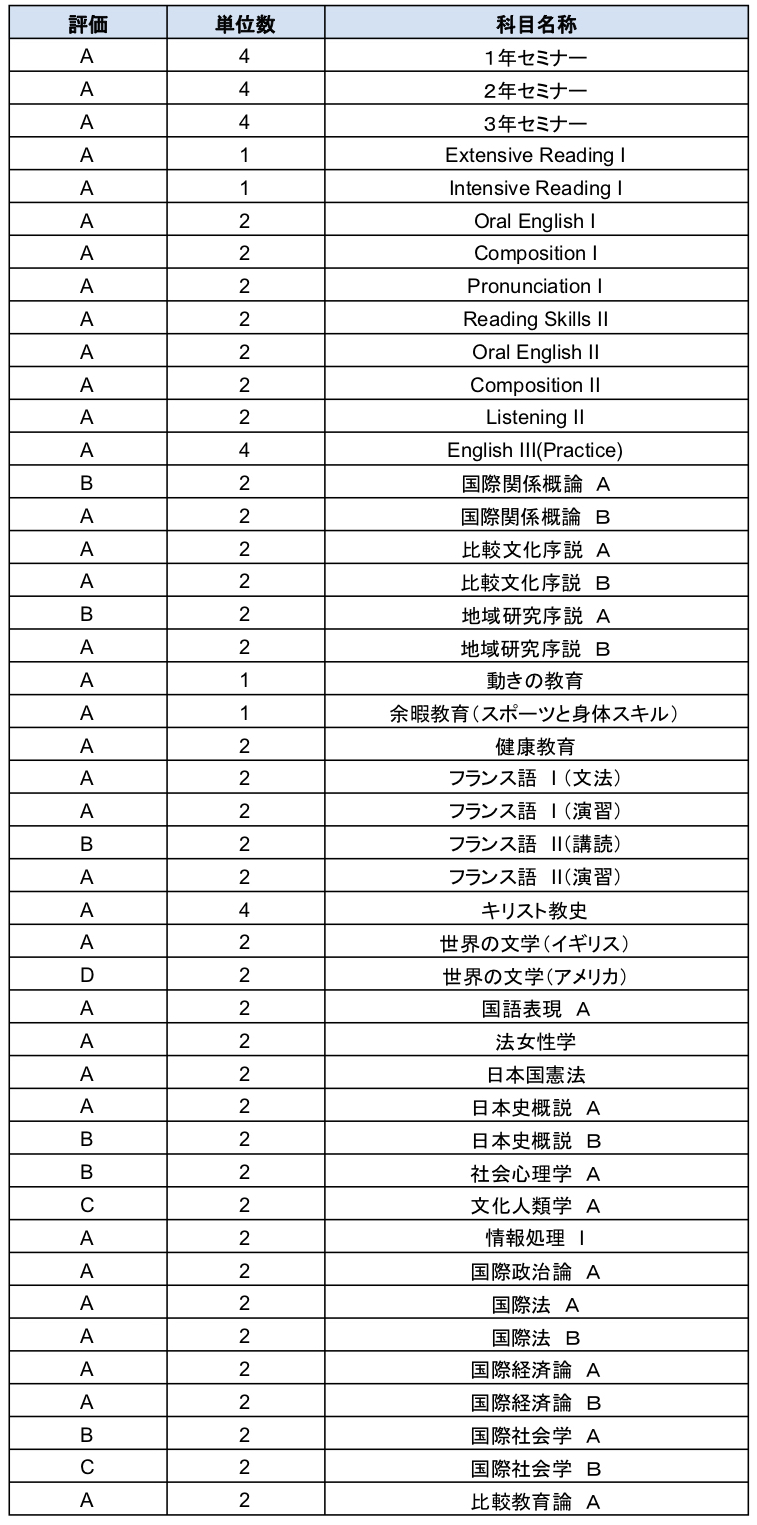 評価 単位数 科目名称
A 4 １年セミナー
A 4 ２年セミナー
A 4 ３年セミナー
A 1 Extensive Reading I
A 1 Intensive Reading I
A 2 Oral English I
A 2 Composition I
A 2 Pronunciation I
A 2 Reading Skills II
A 2 Oral English II
A 2 Composition II
A 2 Listening II
A 4 English III(Practice)
B 2 国際関係概論　Ａ
A 2 国際関係概論　Ｂ
A 2 比較文化序説　Ａ
A 2 比較文化序説　Ｂ
B 2 地域研究序説　Ａ
A 2 地域研究序説　Ｂ
A 1 動きの教育
A 1 余暇教育（スポーツと身体スキル）
A 2 健康教育
A 2 フランス語　Ｉ（文法）
A 2 フランス語　Ｉ（演習）
B 2 フランス語　II（講読）
A 2 フランス語　II（演習）
A 4 キリスト教史
A 2 世界の文学（イギリス）
D 2 世界の文学（アメリカ）
A 2 国語表現　Ａ
A 2 法女性学
A 2 日本国憲法
A 2 日本史概説　Ａ
B 2 日本史概説　Ｂ
B 2 社会心理学　Ａ
C 2 文化人類学　Ａ
A 2 情報処理　Ｉ
A 2 国際政治論　Ａ
A 2 国際法　Ａ
A 2 国際法　Ｂ
A 2 国際経済論　Ａ
A 2 国際経済論　Ｂ
B 2 国際社会学　Ａ
C 2 国際社会学　Ｂ
A 2 比較教育論　Ａ